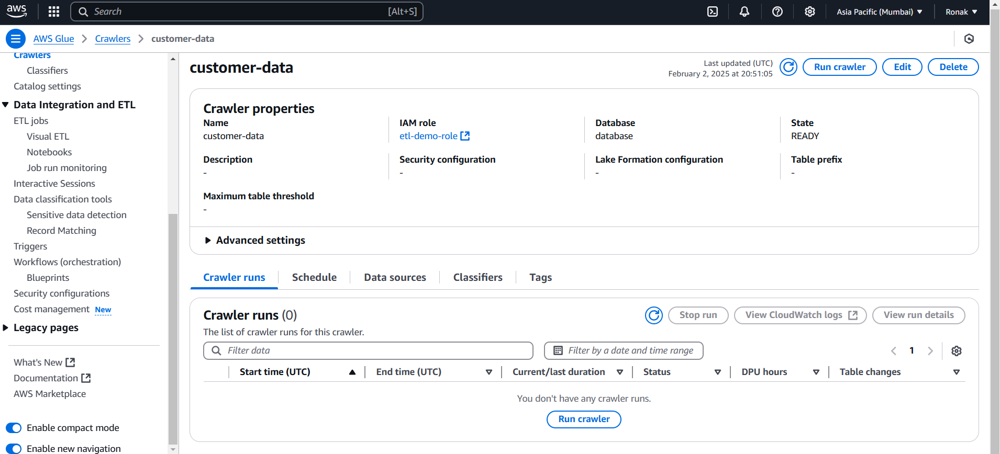 aws
Search [Alt+S]
Asia Pacific (Mumbai) Ronak
AWS Glue Crawlers customer-data
Crawlers
Classifiers
Catalog settings
Data Integration and ETL
ETL jobs
Visual ETL
Notebooks
Job run monitoring
Interactive Sessions
Data classification tools
Sensitive data detection
Record Matching
Triggers
Workflows (orchestration)
Blueprints
Security configurations
Cost management New
Legacy pages
What's New
Documentation
AWS Marketplace
Enable compact mode
Enable new navigation
customer-data
Last updated (UTC)
February 2, 2025 at 20:51:05
Run crawler Edit Delete
Crawler properties
Name IAM role Database State
customer-data etl-demo-role database READY
Description Security configuration Lake Formation configuration Table prefix
- - - -
Maximum table threshold
-
Advanced settings
Crawler runs Schedule Data sources Classifiers Tags
Crawler runs (0)
Stop run View CloudWatch logs View run details
The list of crawler runs for this crawler.
Filter data Filter by a date and time range 1
Start time (UTC) End time (UTC) Current/last duration Status DPU hours Table changes
You don't have any crawler runs.
Run crawler